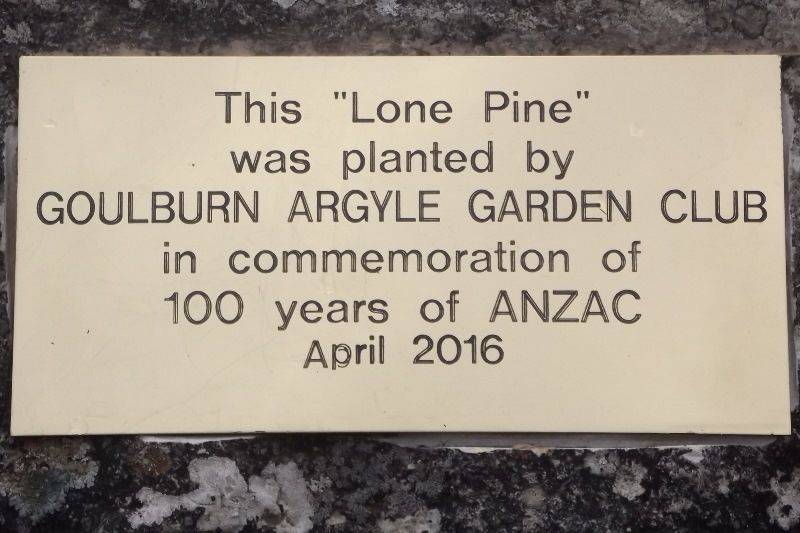 This "Lone Pine"
was planted by
GOULBURN ARGYLE GARDEN CLUB
in commemoration of
100 years of ANZAC
April 2016